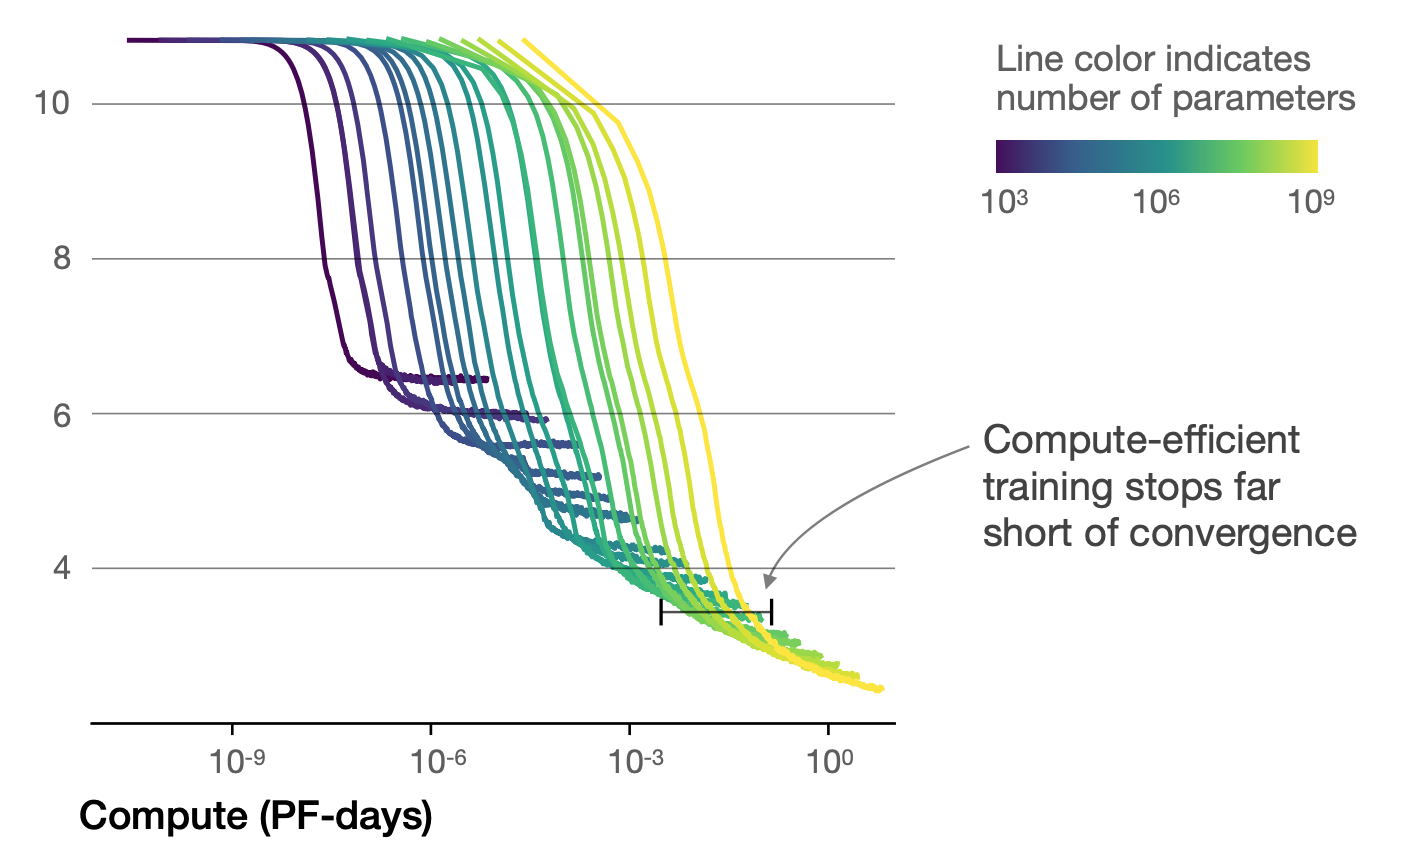 Line color indicates
number of parameters
10³ 10⁶ 10⁹
10
8
6
4
Compute-efficient
training stops far
short of convergence
10⁻⁹ 10⁻⁶ 10⁻³ 10⁰
Compute (PF-days)